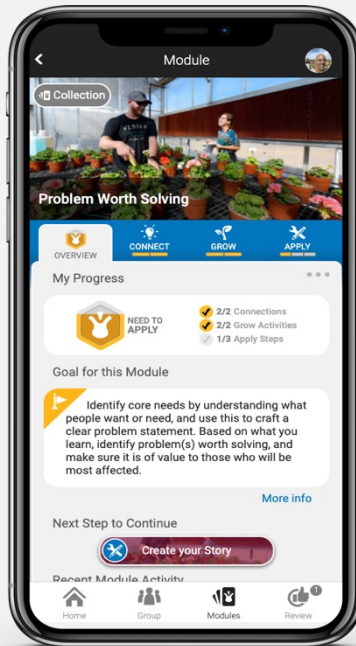 Module
Collection
Problem Worth Solving
OVERVIEW
CONNECT
GROW
APPLY
My Progress
NEED TO
APPLY
2/2 Connections
2/2 Grow Activities
1/3 Apply Steps
Goal for this Module
Identify core needs by understanding what
people want or need, and use this to craft a
clear problem statement. Based on what you
learn, identify problem(s) worth solving, and
make sure it is of value to those who will be
most affected.
More info
Next Step to Continue
Create your Story
Recent Module Activity
Home
Group
Modules
Review
1